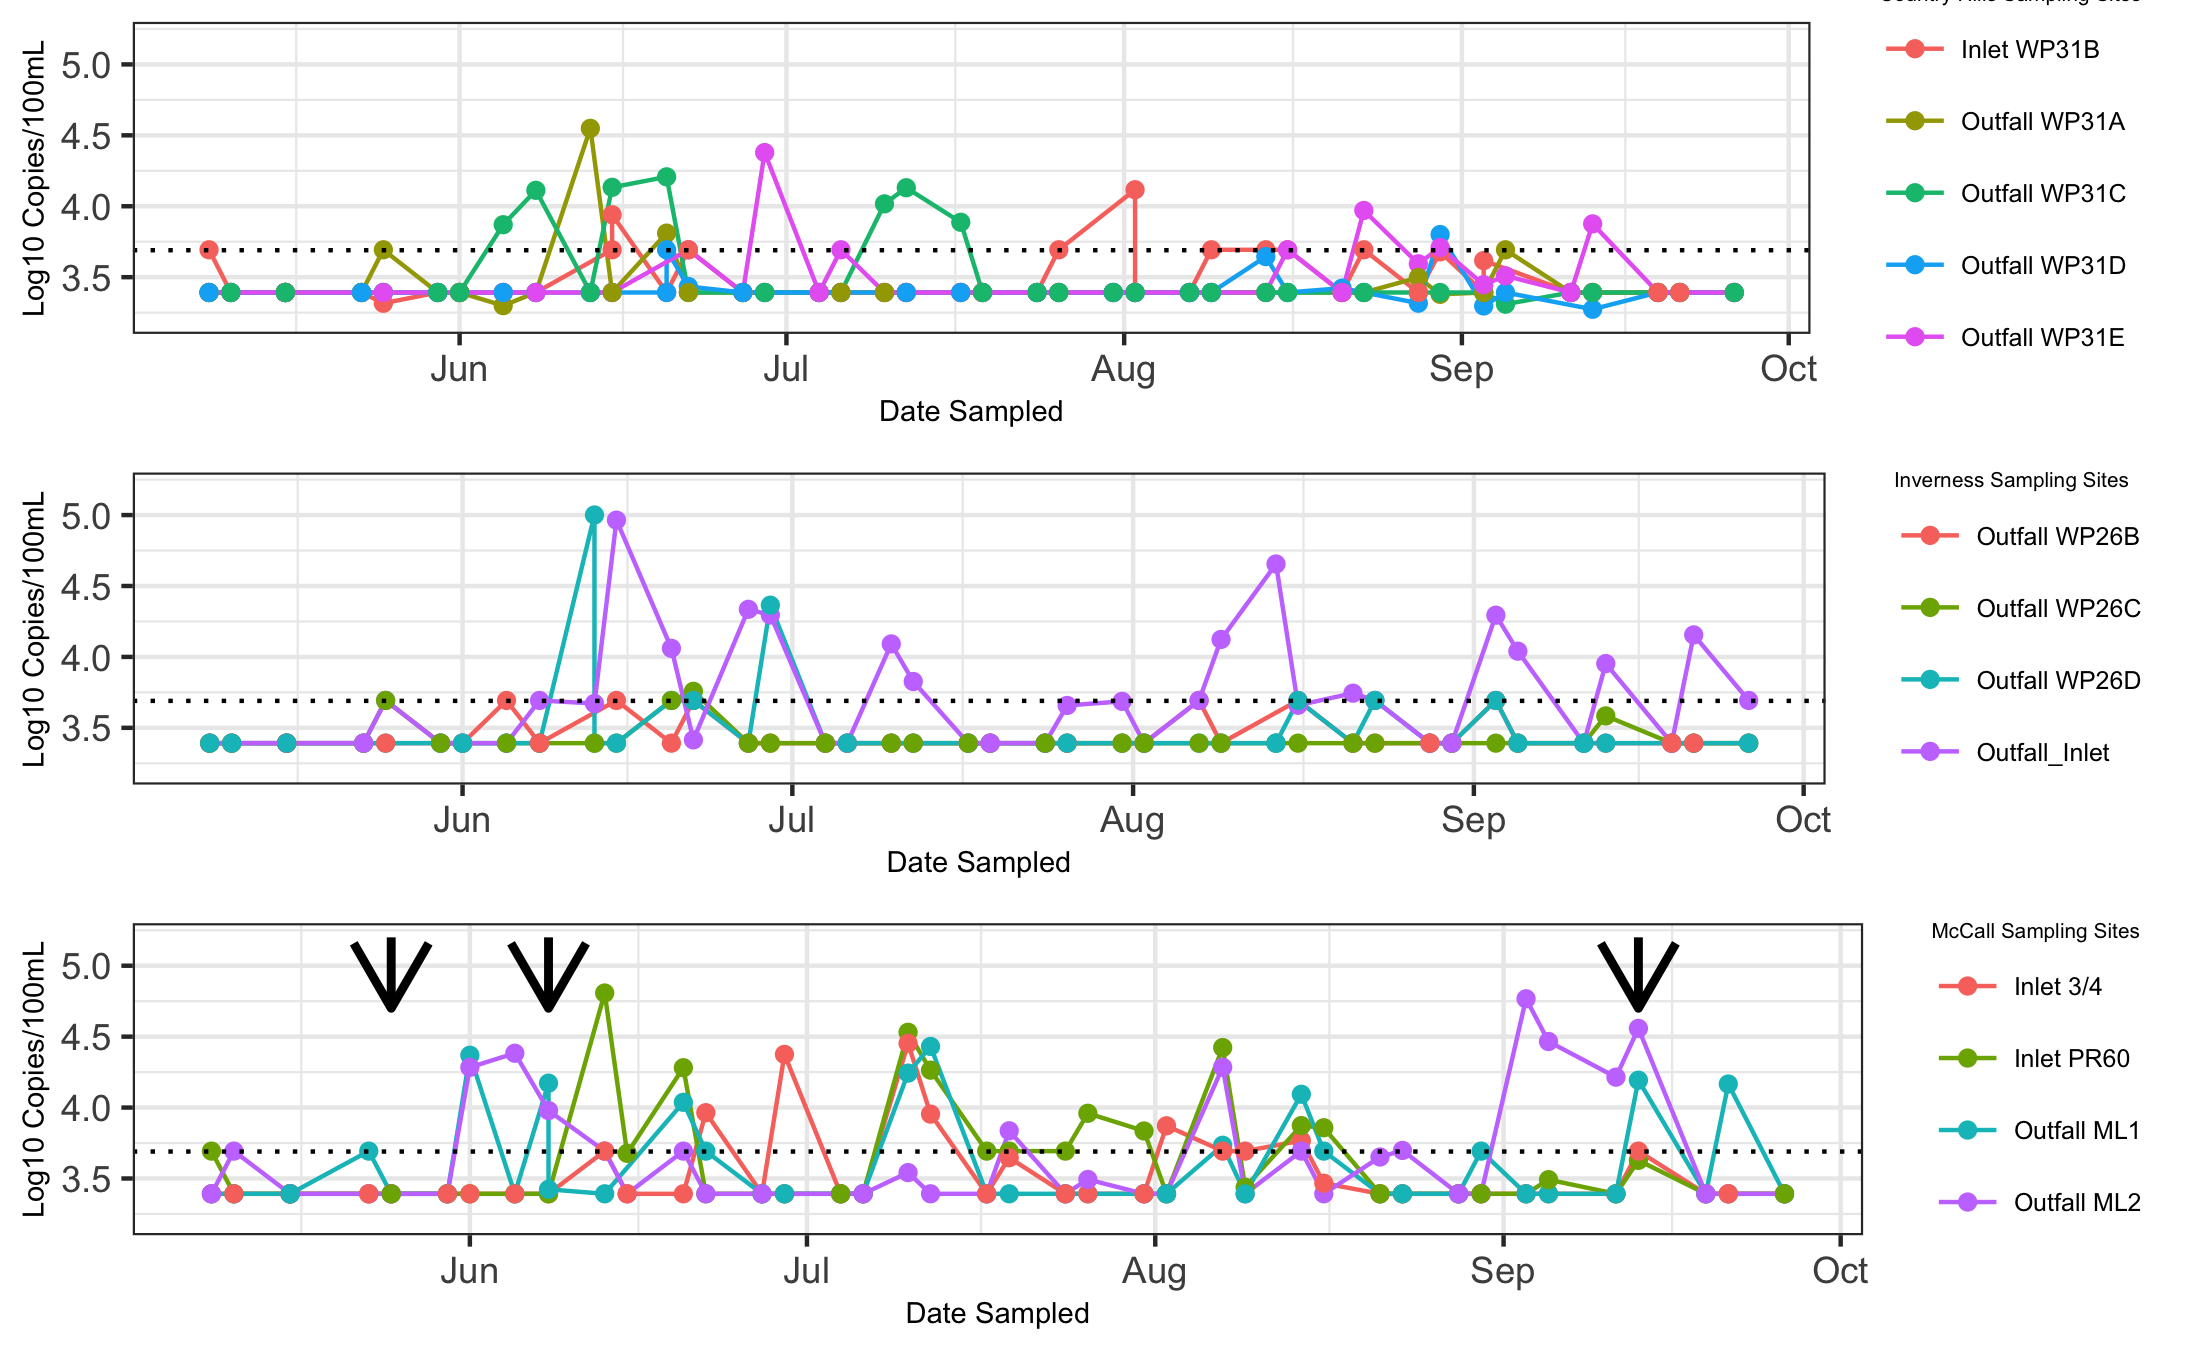 Country Hills Sampling Sites
Log10 Copies/100mL
5.0
4.5
4.0
3.5
Jun Jul Aug Sep Oct
Date Sampled
Inlet WP31B
Outfall WP31A
Outfall WP31C
Outfall WP31D
Outfall WP31E
Log10 Copies/100mL
5.0
4.5
4.0
3.5
Jun Jul Aug Sep Oct
Date Sampled
Inverness Sampling Sites
Outfall WP26B
Outfall WP26C
Outfall WP26D
Outfall_Inlet
Log10 Copies/100mL
5.0
4.5
4.0
3.5
Jun Jul Aug Sep Oct
Date Sampled
McCall Sampling Sites
Inlet 3/4
Inlet PR60
Outfall ML1
Outfall ML2